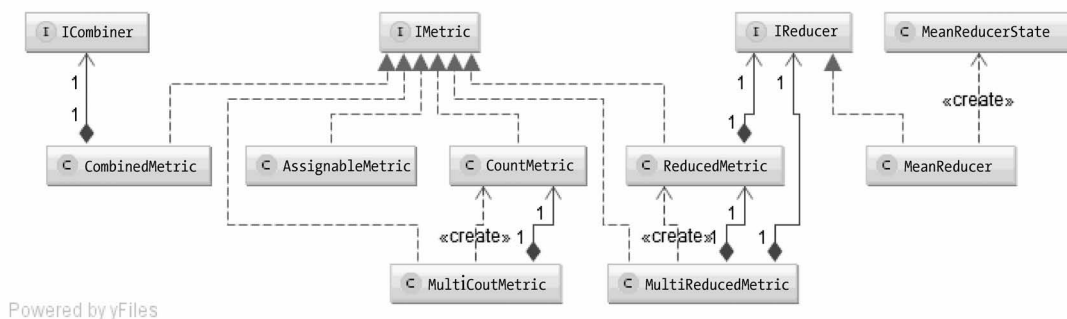 I ICombiner
I IMetric
I IReducer
C MeanReducerState
1
1
1
1
1
«create»
C CombinedMetric
C AssignableMetric
C CountMetric
C ReducedMetric
C MeanReducer
1
1
«create» 1
«create» 1
1
C MultiCoutMetric
C MultiReducedMetric
Powered by yFiles